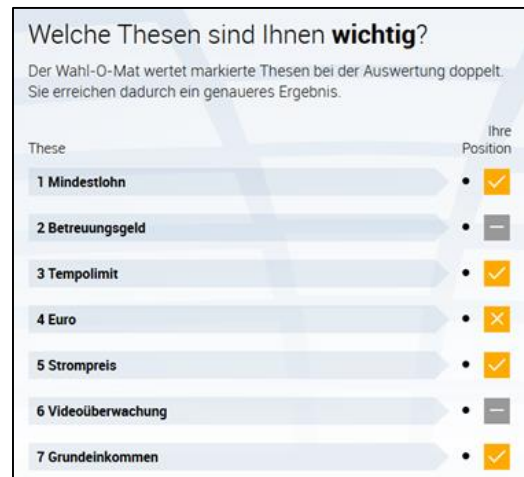 Welche Thesen sind Ihnen wichtig?
Der Wahl-O-Mat wertet markierte Thesen bei der Auswertung doppelt.
Sie erreichen dadurch ein genaueres Ergebnis.
Ihre
These Position
1 Mindestlohn
2 Betreuungsgeld
3 Tempolimit
4 Euro
5 Strompreis
6 Videoüberwachung
7 Grundeinkommen